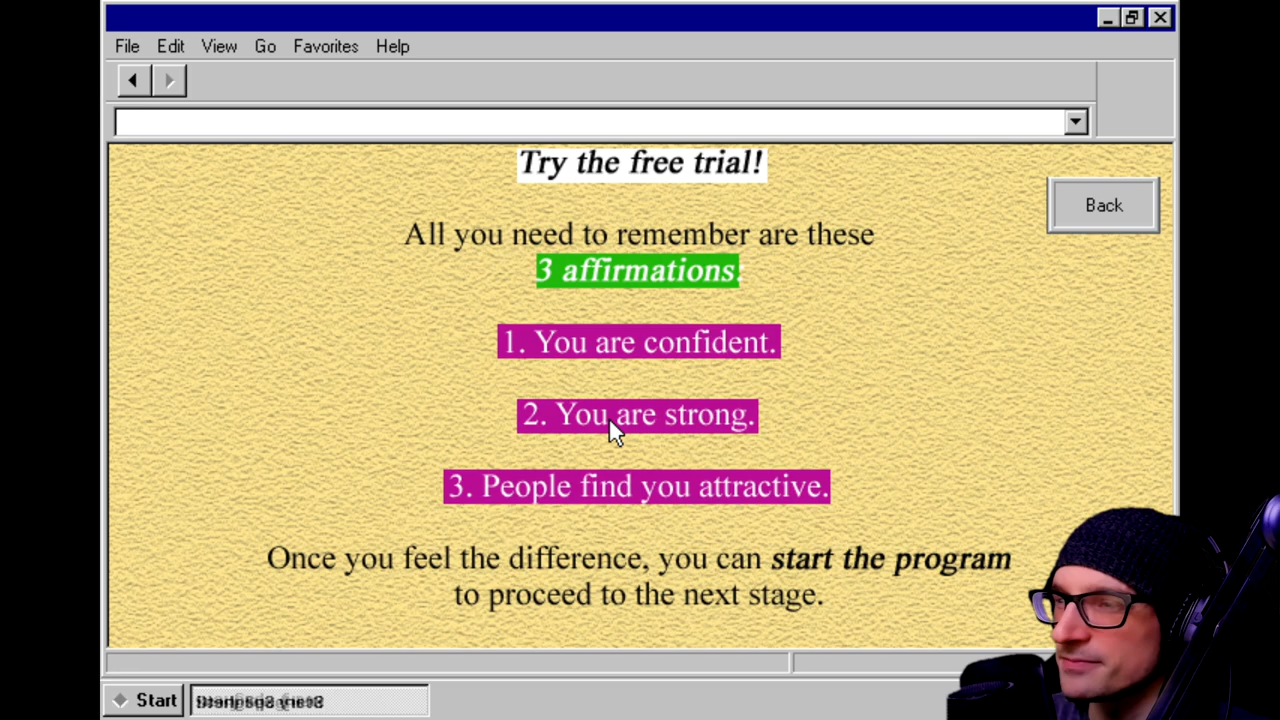 File Edit View Go Favorites Help
Try the free trial!
Back
All you need to remember are these
3 affirmations:
1. You are confident.
2. You are strong.
3. People find you attractive.
Once you feel the difference, you can start the program
to proceed to the next stage.
Start